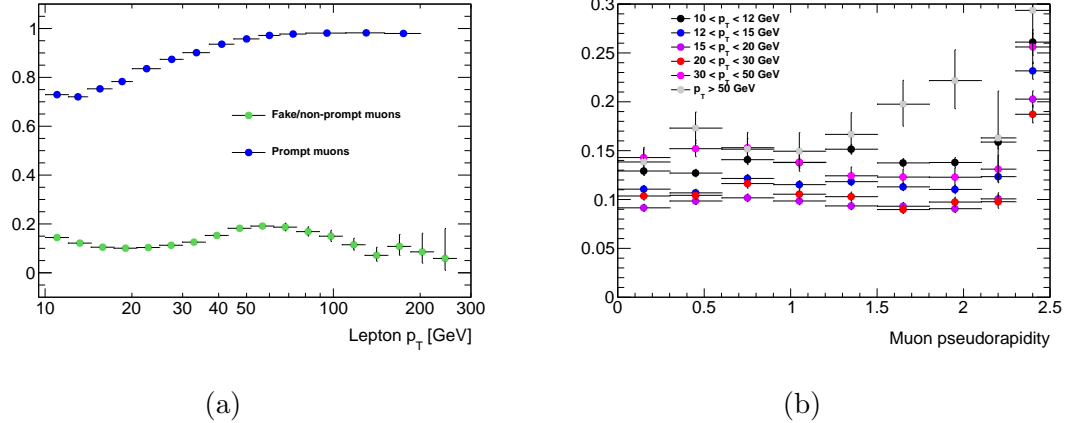 1
0.8
0.6
0.4
0.2
0
Fake/non-prompt muons
Prompt muons
10 20 30 40 50 100 200 300
Lepton p_T [GeV]
(a)
0.3
0.25
0.2
0.15
0.1
0.05
0
10 < p_T < 12 GeV
12 < p_T < 15 GeV
15 < p_T < 20 GeV
20 < p_T < 30 GeV
30 < p_T < 50 GeV
p_T > 50 GeV
0 0.5 1 1.5 2 2.5
Muon pseudorapidity
(b)